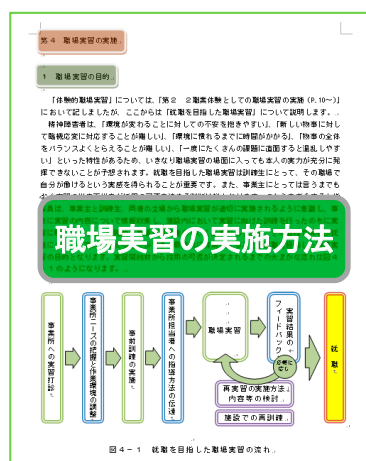 第４　職場実習の実施
１　職場実習の目的
「体験的職場実習」については、「第２　２職業体験としての職場実習の実施（P.10～）」
において記しましたが、ここからは「就職を目指した職場実習」について説明します。
精神障害者は、「環境が変わることに対しての不安を抱きやすい」、「新しい物事に対し
て臨機応変に対応することが難しい」、「環境に慣れるまでに時間がかかる」、「物事の全体
をバランスよくとらえることが難しい」、「一度にたくさんの課題に直面すると混乱しやす
い」といった特性があるため、いきなり職場実習の場面に入っても本人の実力が充分に発
揮できないことが予想されます。就職を目指した職場実習は訓練生にとって、その職場で
自分が働けるという実感を得られることが重要です。また、事業主にとっては言うまでも
職場実習の実施方法
事業所への実習打診
事業所ニーズの把握と作業環境の調整
事前訓練の実施
事業所担当者への指導方法の伝達
職場実習
実習結果のフィードバック
必要に
応じ
就職
再実習の実施方法、
内容等の検討
施設での再訓練
図４－１　就職を目指した職場実習の流れ